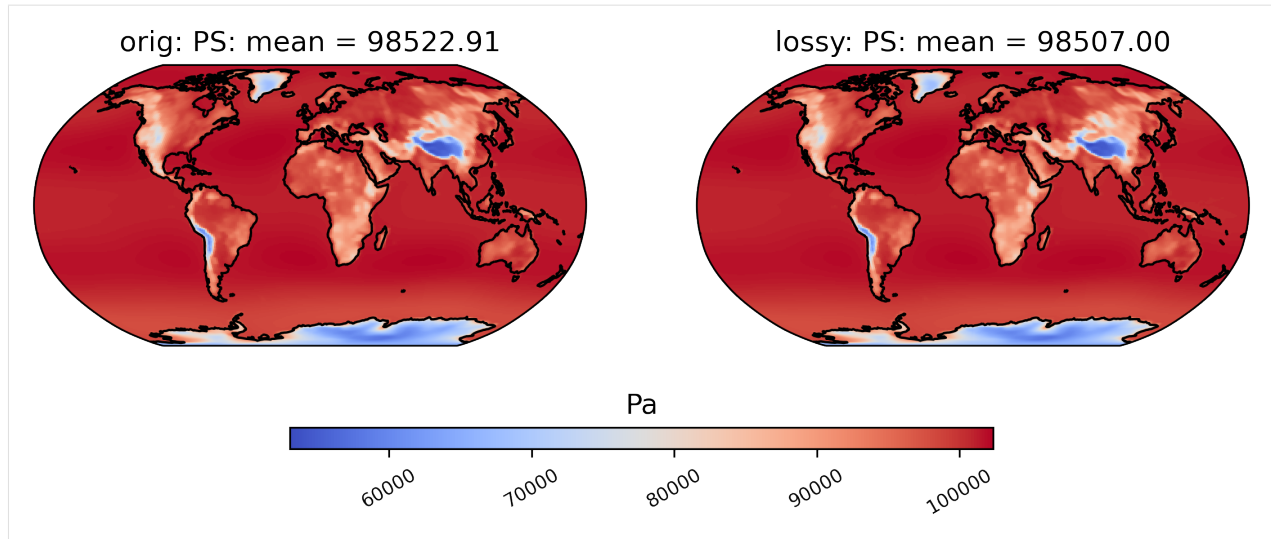 orig: PS: mean = 98522.91
lossy: PS: mean = 98507.00
Pa
60000
70000
80000
90000
100000